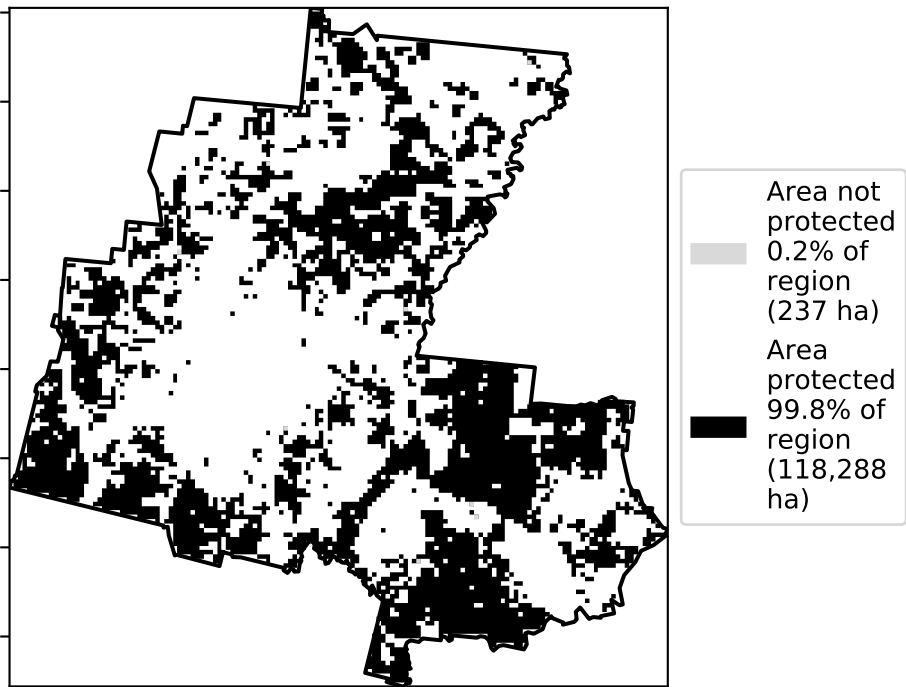 Area not
protected
0.2% of
region
(237 ha)
Area
protected
99.8% of
region
(118,288
ha)